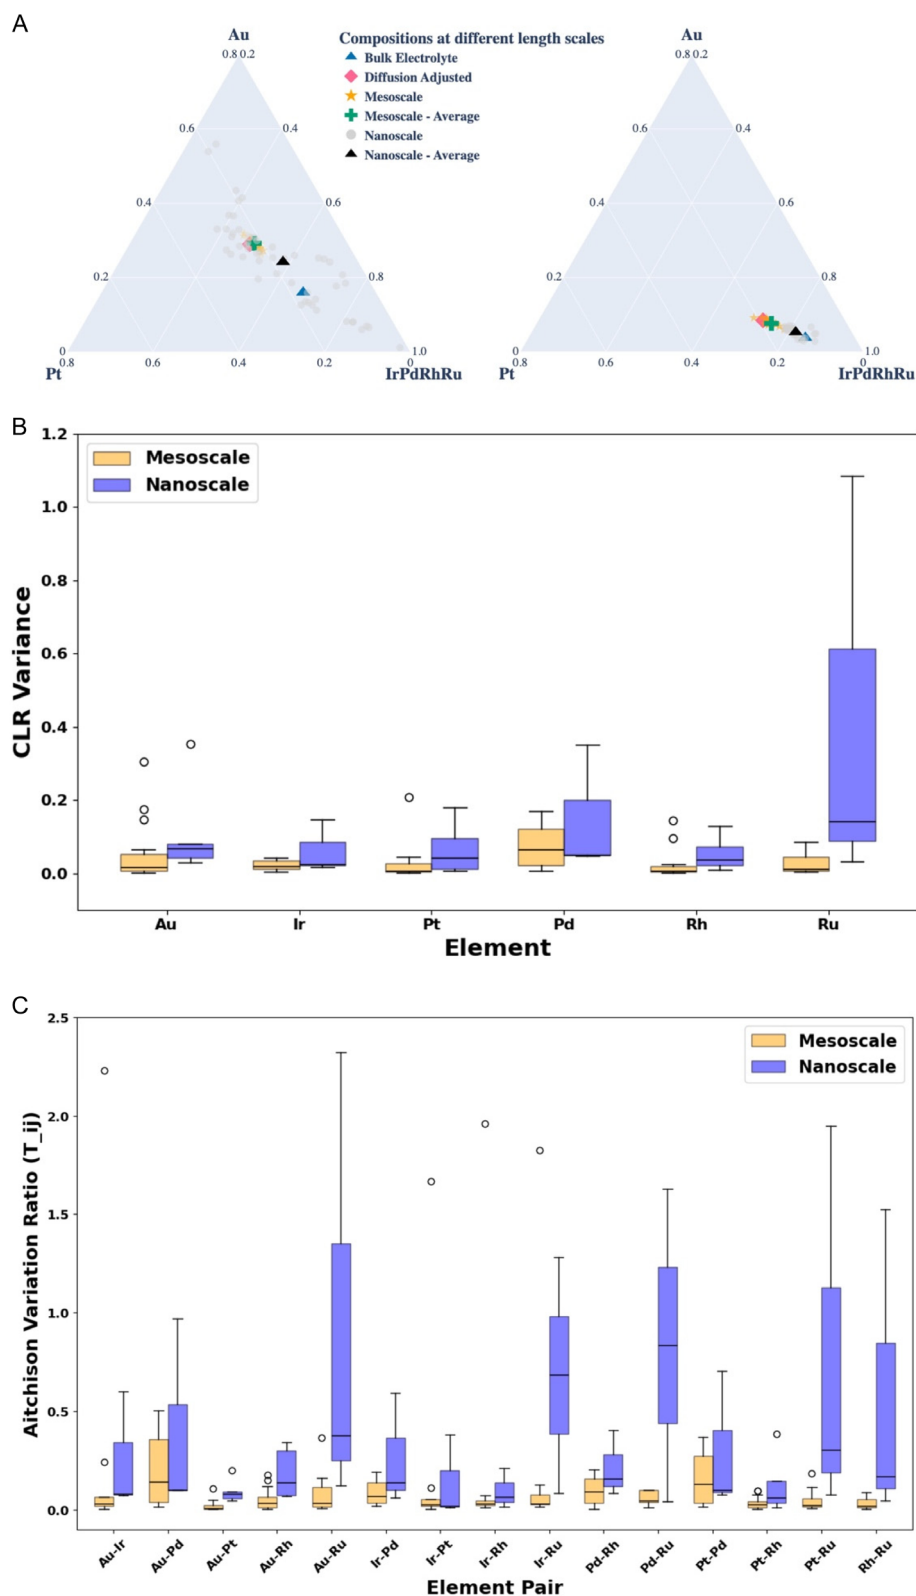 A
Au
0.8 0.2
0.6
0.4
0.4
0.6
0.2
0.8
0
1.0
0.8
0.6
0.4
0.2
Pt
IrPdRhRu
Compositions at different length scales
Bulk Electrolyte
Diffusion Adjusted
Mesoscale
Mesoscale - Average
Nanoscale
Nanoscale - Average
Au
0.8 0.2
0.6
0.4
0.4
0.6
0.2
0.8
0
1.0
0.8
0.6
0.4
0.2
Pt
IrPdRhRu
B
Mesoscale
Nanoscale
CLR Variance
1.2
1.0
0.8
0.6
0.4
0.2
0.0
Au Ir Pt Pd Rh Ru
Element
C
Mesoscale
Nanoscale
Aitchison Variation Ratio (T_ij)
2.5
2.0
1.5
1.0
0.5
0.0
Au-Ir Au-Pd Au-Pt Au-Rh Au-Ru Ir-Pd Ir-Pt Ir-Rh Ir-Ru Pd-Rh Pd-Ru Pt-Pd Pt-Rh Pt-Ru Rh-Ru
Element Pair